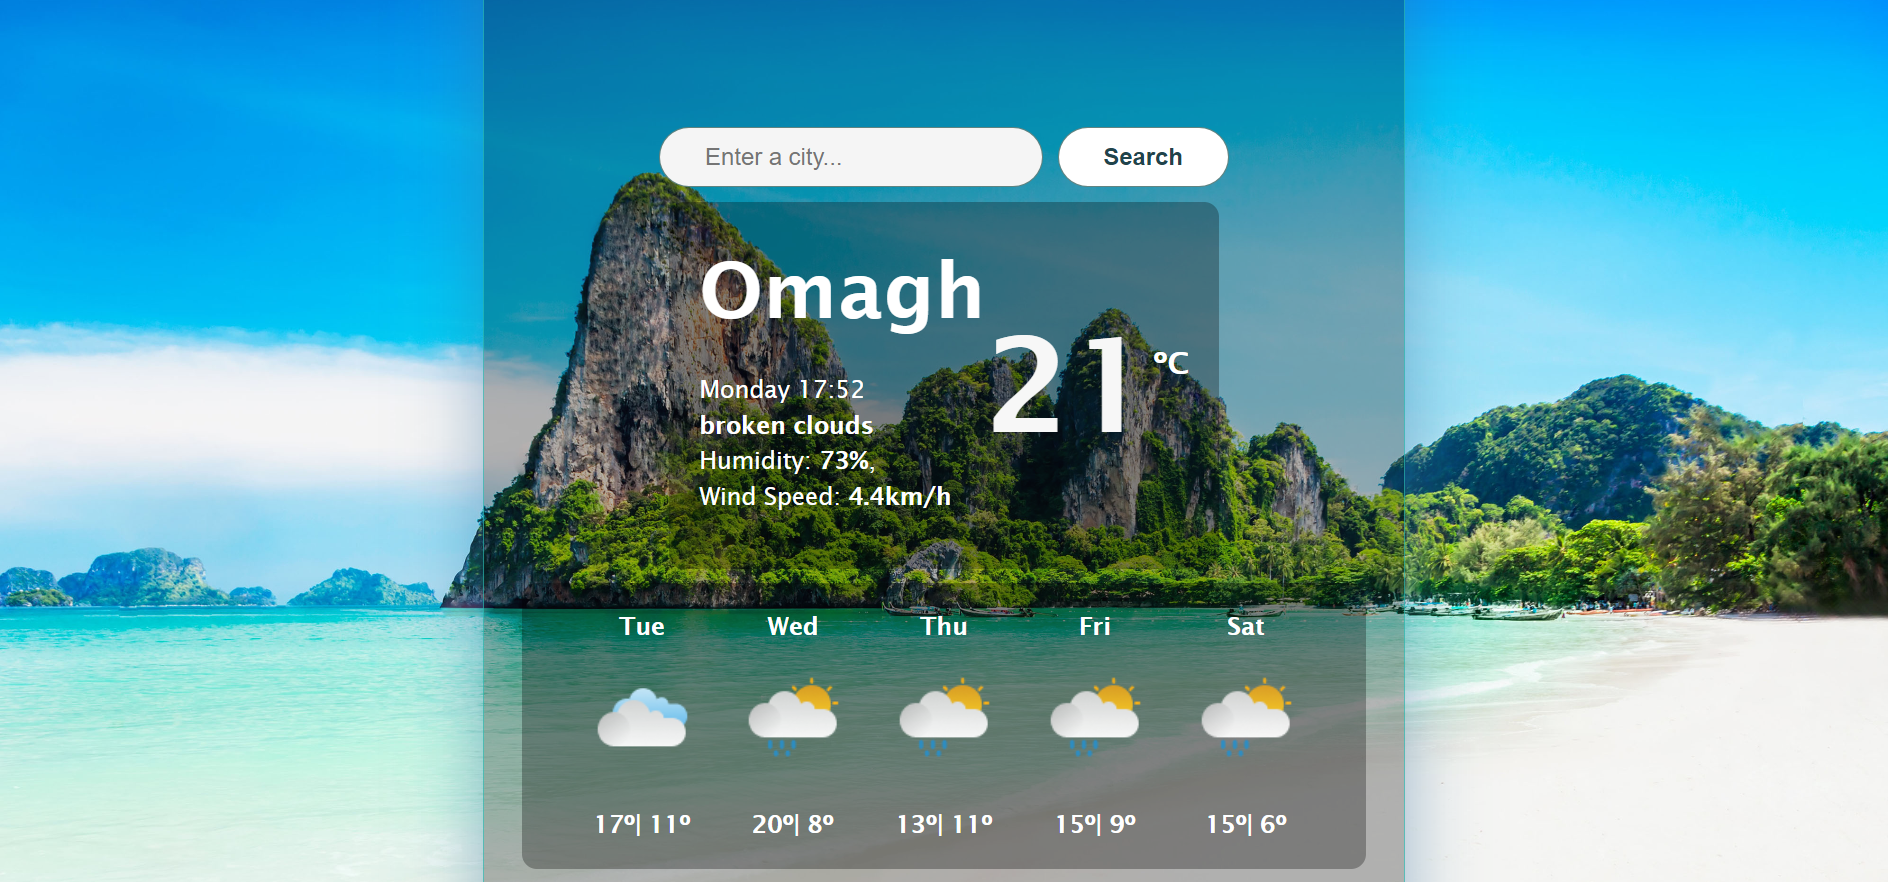 Enter a city...
Search
Omagh
21 ºC
Monday 17:52
broken clouds
Humidity: 73%,
Wind Speed: 4.4km/h
Tue Wed Thu Fri Sat
17º| 11º 20º| 8º 13º| 11º 15º| 9º 15º| 6º